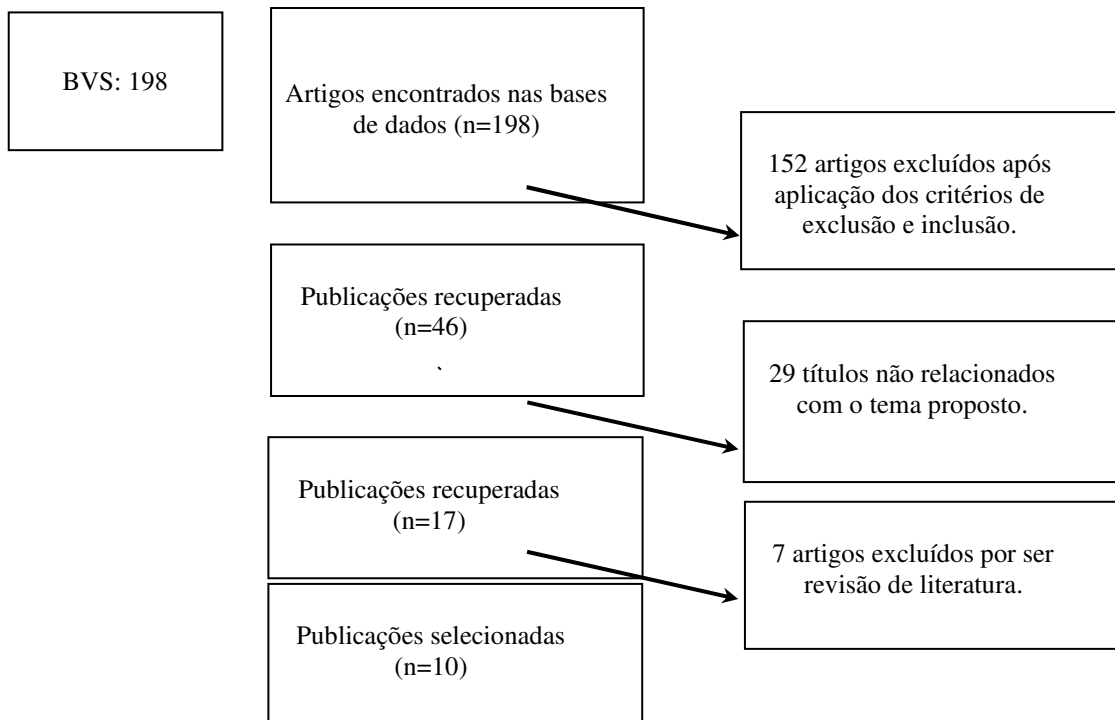 BVS: 198
Artigos encontrados nas bases
de dados (n=198)
152 artigos excluídos após
aplicação dos critérios de
exclusão e inclusão.
Publicações recuperadas
(n=46)
29 títulos não relacionados
com o tema proposto.
Publicações recuperadas
(n=17)
7 artigos excluídos por ser
revisão de literatura.
Publicações selecionadas
(n=10)